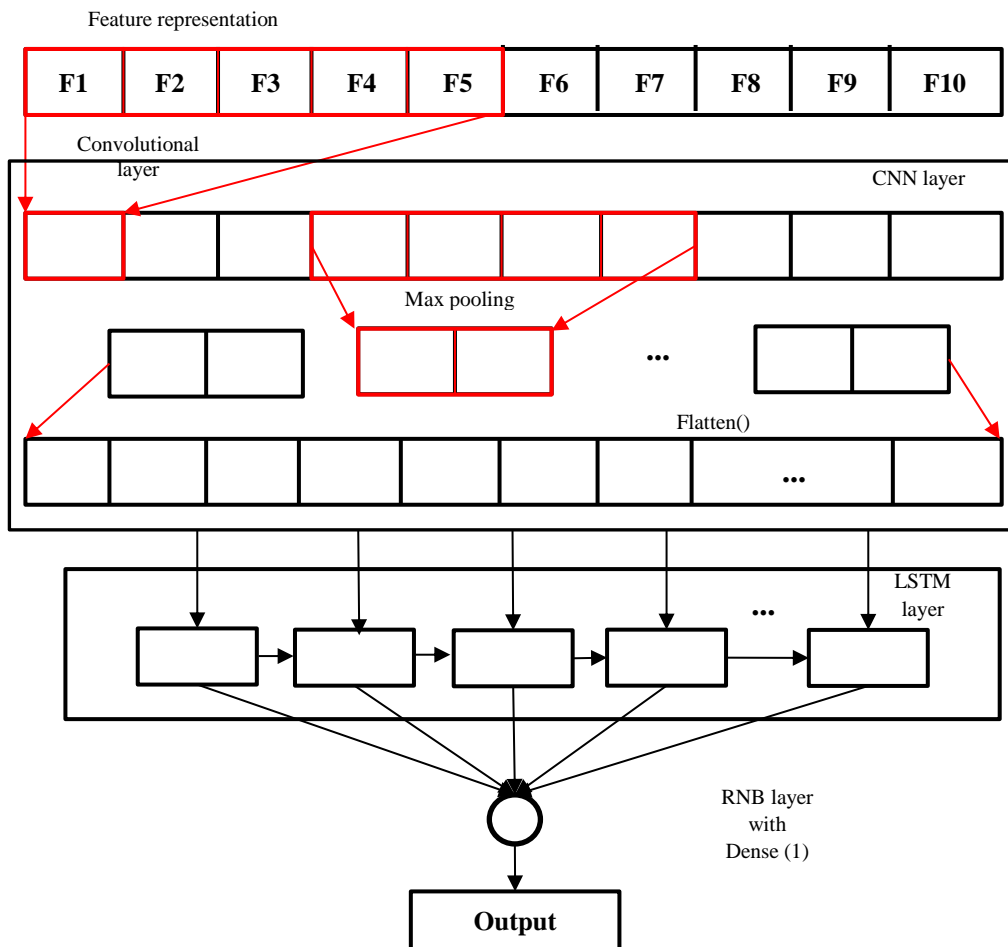 Feature representation
F1 F2 F3 F4 F5 F6 F7 F8 F9 F10
Convolutional
layer
CNN layer
Max pooling
...
Flatten()
...
LSTM
layer
...
RNB layer
with
Dense (1)
Output